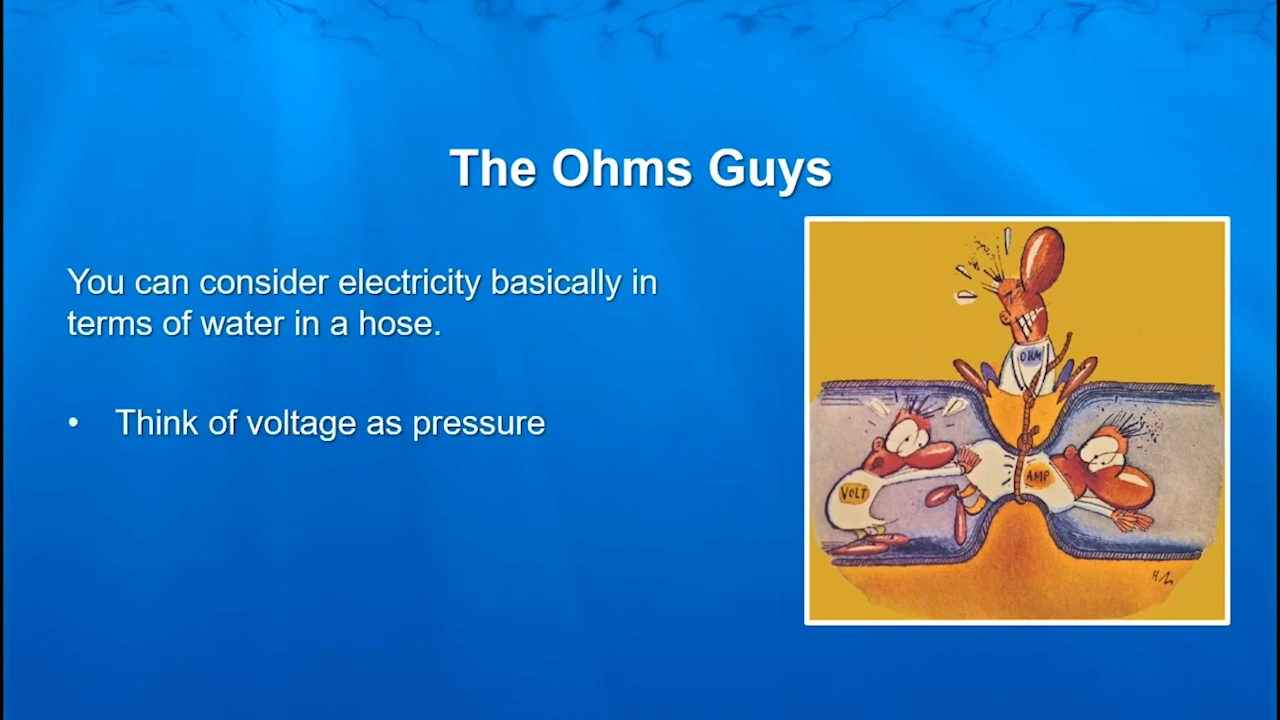 The Ohms Guys
You can consider electricity basically in
terms of water in a hose.
• Think of voltage as pressure
OHM
VOLT
AMP